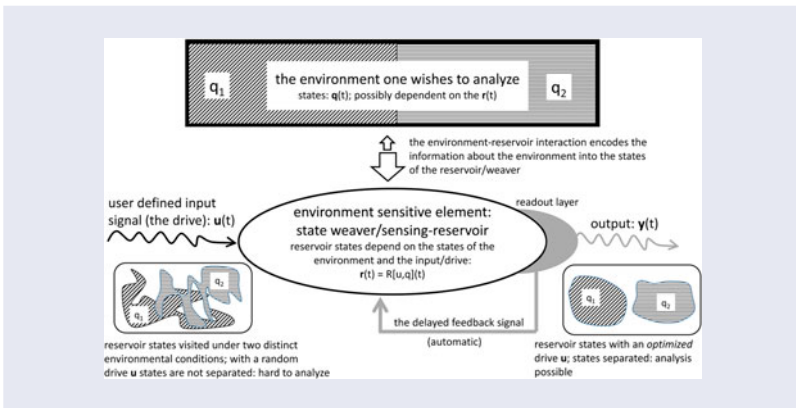 q1
the environment one wishes to analyze
states: q(t); possibly dependent on the r(t)
q2
the environment-reservoir interaction encodes the
information about the environment into the states
of the reservoir/weaver
user defined input
signal (the drive): u(t)
environment sensitive element:
state weaver/sensing-reservoir
reservoir states depend on the states of the
environment and the input/drive:
r(t) = R[u,q](t)
readout layer
output: y(t)
q1
q2
reservoir states visited under two distinct
environmental conditions; with a random
drive u states are not separated: hard to analyze
the delayed feedback signal
(automatic)
q1
q2
reservoir states with an optimized
drive u; states separated: analysis
possible